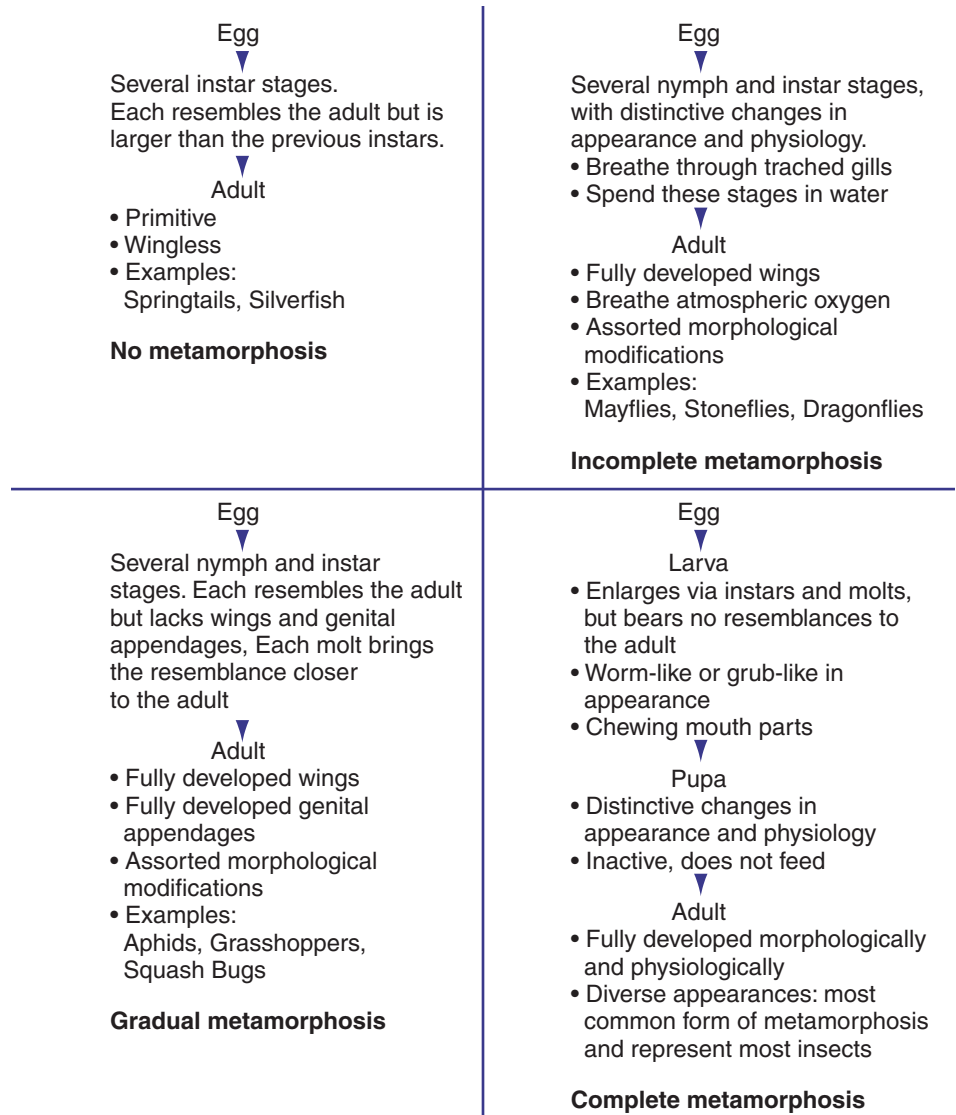 Egg
Several instar stages.
Each resembles the adult but is
larger than the previous instars.
Adult
• Primitive
• Wingless
• Examples:
Springtails, Silverfish
No metamorphosis
Egg
Several nymph and instar stages,
with distinctive changes in
appearance and physiology.
• Breathe through trached gills
• Spend these stages in water
Adult
• Fully developed wings
• Breathe atmospheric oxygen
• Assorted morphological
modifications
• Examples:
Mayflies, Stoneflies, Dragonflies
Incomplete metamorphosis
Egg
Several nymph and instar
stages. Each resembles the adult
but lacks wings and genital
appendages, Each molt brings
the resemblance closer
to the adult
Adult
• Fully developed wings
• Fully developed genital
appendages
• Assorted morphological
modifications
• Examples:
Aphids, Grasshoppers,
Squash Bugs
Gradual metamorphosis
Egg
Larva
• Enlarges via instars and molts,
but bears no resemblances to
the adult
• Worm-like or grub-like in
appearance
• Chewing mouth parts
Pupa
• Distinctive changes in
appearance and physiology
• Inactive, does not feed
Adult
• Fully developed morphologically
and physiologically
• Diverse appearances: most
common form of metamorphosis
and represent most insects
Complete metamorphosis